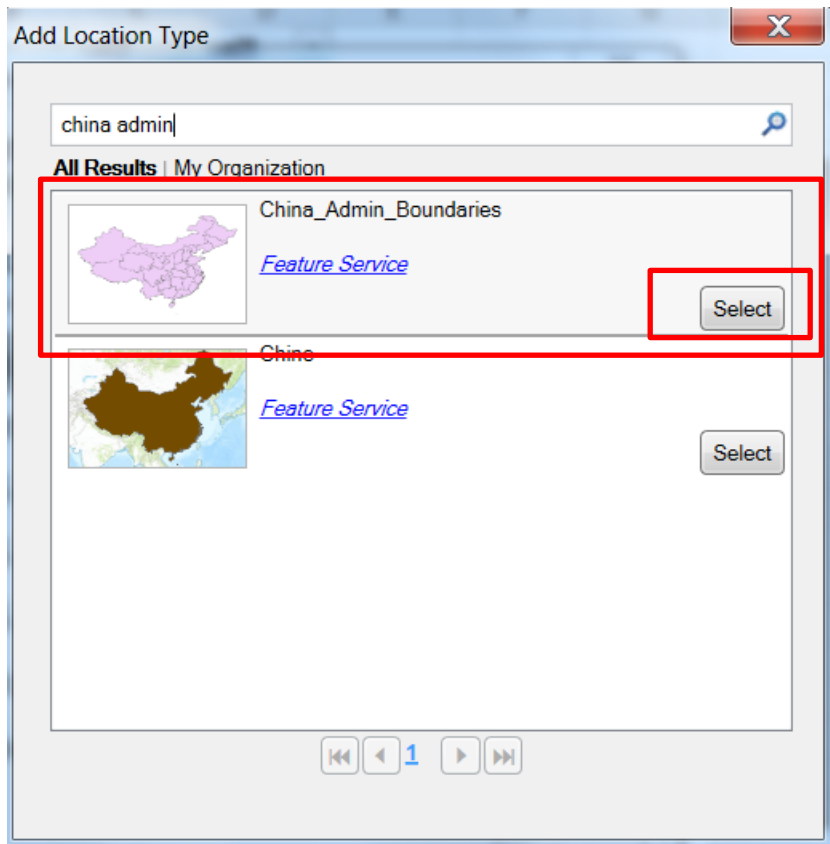 Add Location Type
china admin
All Results | My Organization
China_Admin_Boundaries
Feature Service
Select
China
Feature Service
Select
1